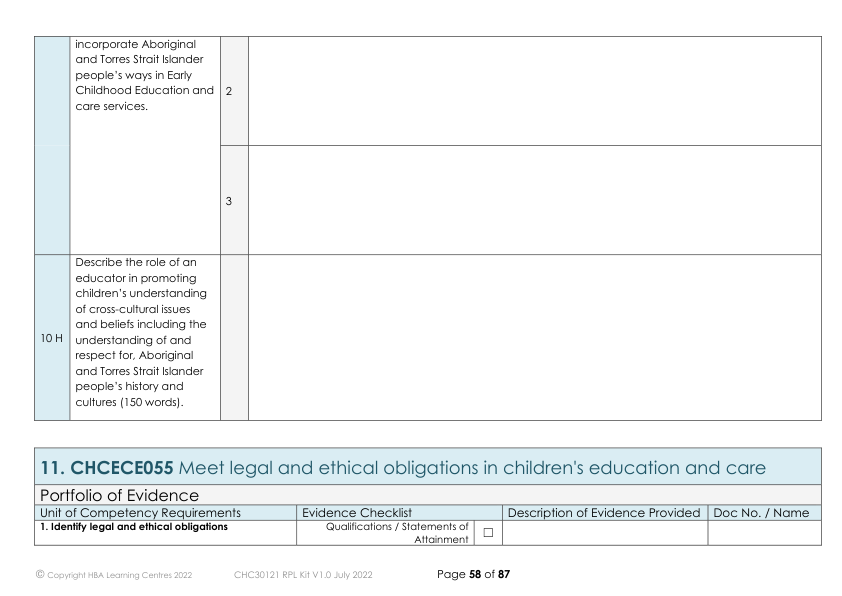 incorporate Aboriginal
and Torres Strait Islander
people’s ways in Early
Childhood Education and
care services.
2
3
10 H
Describe the role of an
educator in promoting
children’s understanding
of cross-cultural issues
and beliefs including the
understanding of and
respect for, Aboriginal
and Torres Strait Islander
people’s history and
cultures (150 words).
11. CHCECE055 Meet legal and ethical obligations in children's education and care
Portfolio of Evidence
Unit of Competency Requirements Evidence Checklist Description of Evidence Provided Doc No. / Name
1. Identify legal and ethical obligations Qualifications / Statements of
Attainment ☐
© Copyright HBA Learning Centres 2022 CHC30121 RPL Kit V1.0 July 2022 Page 58 of 87